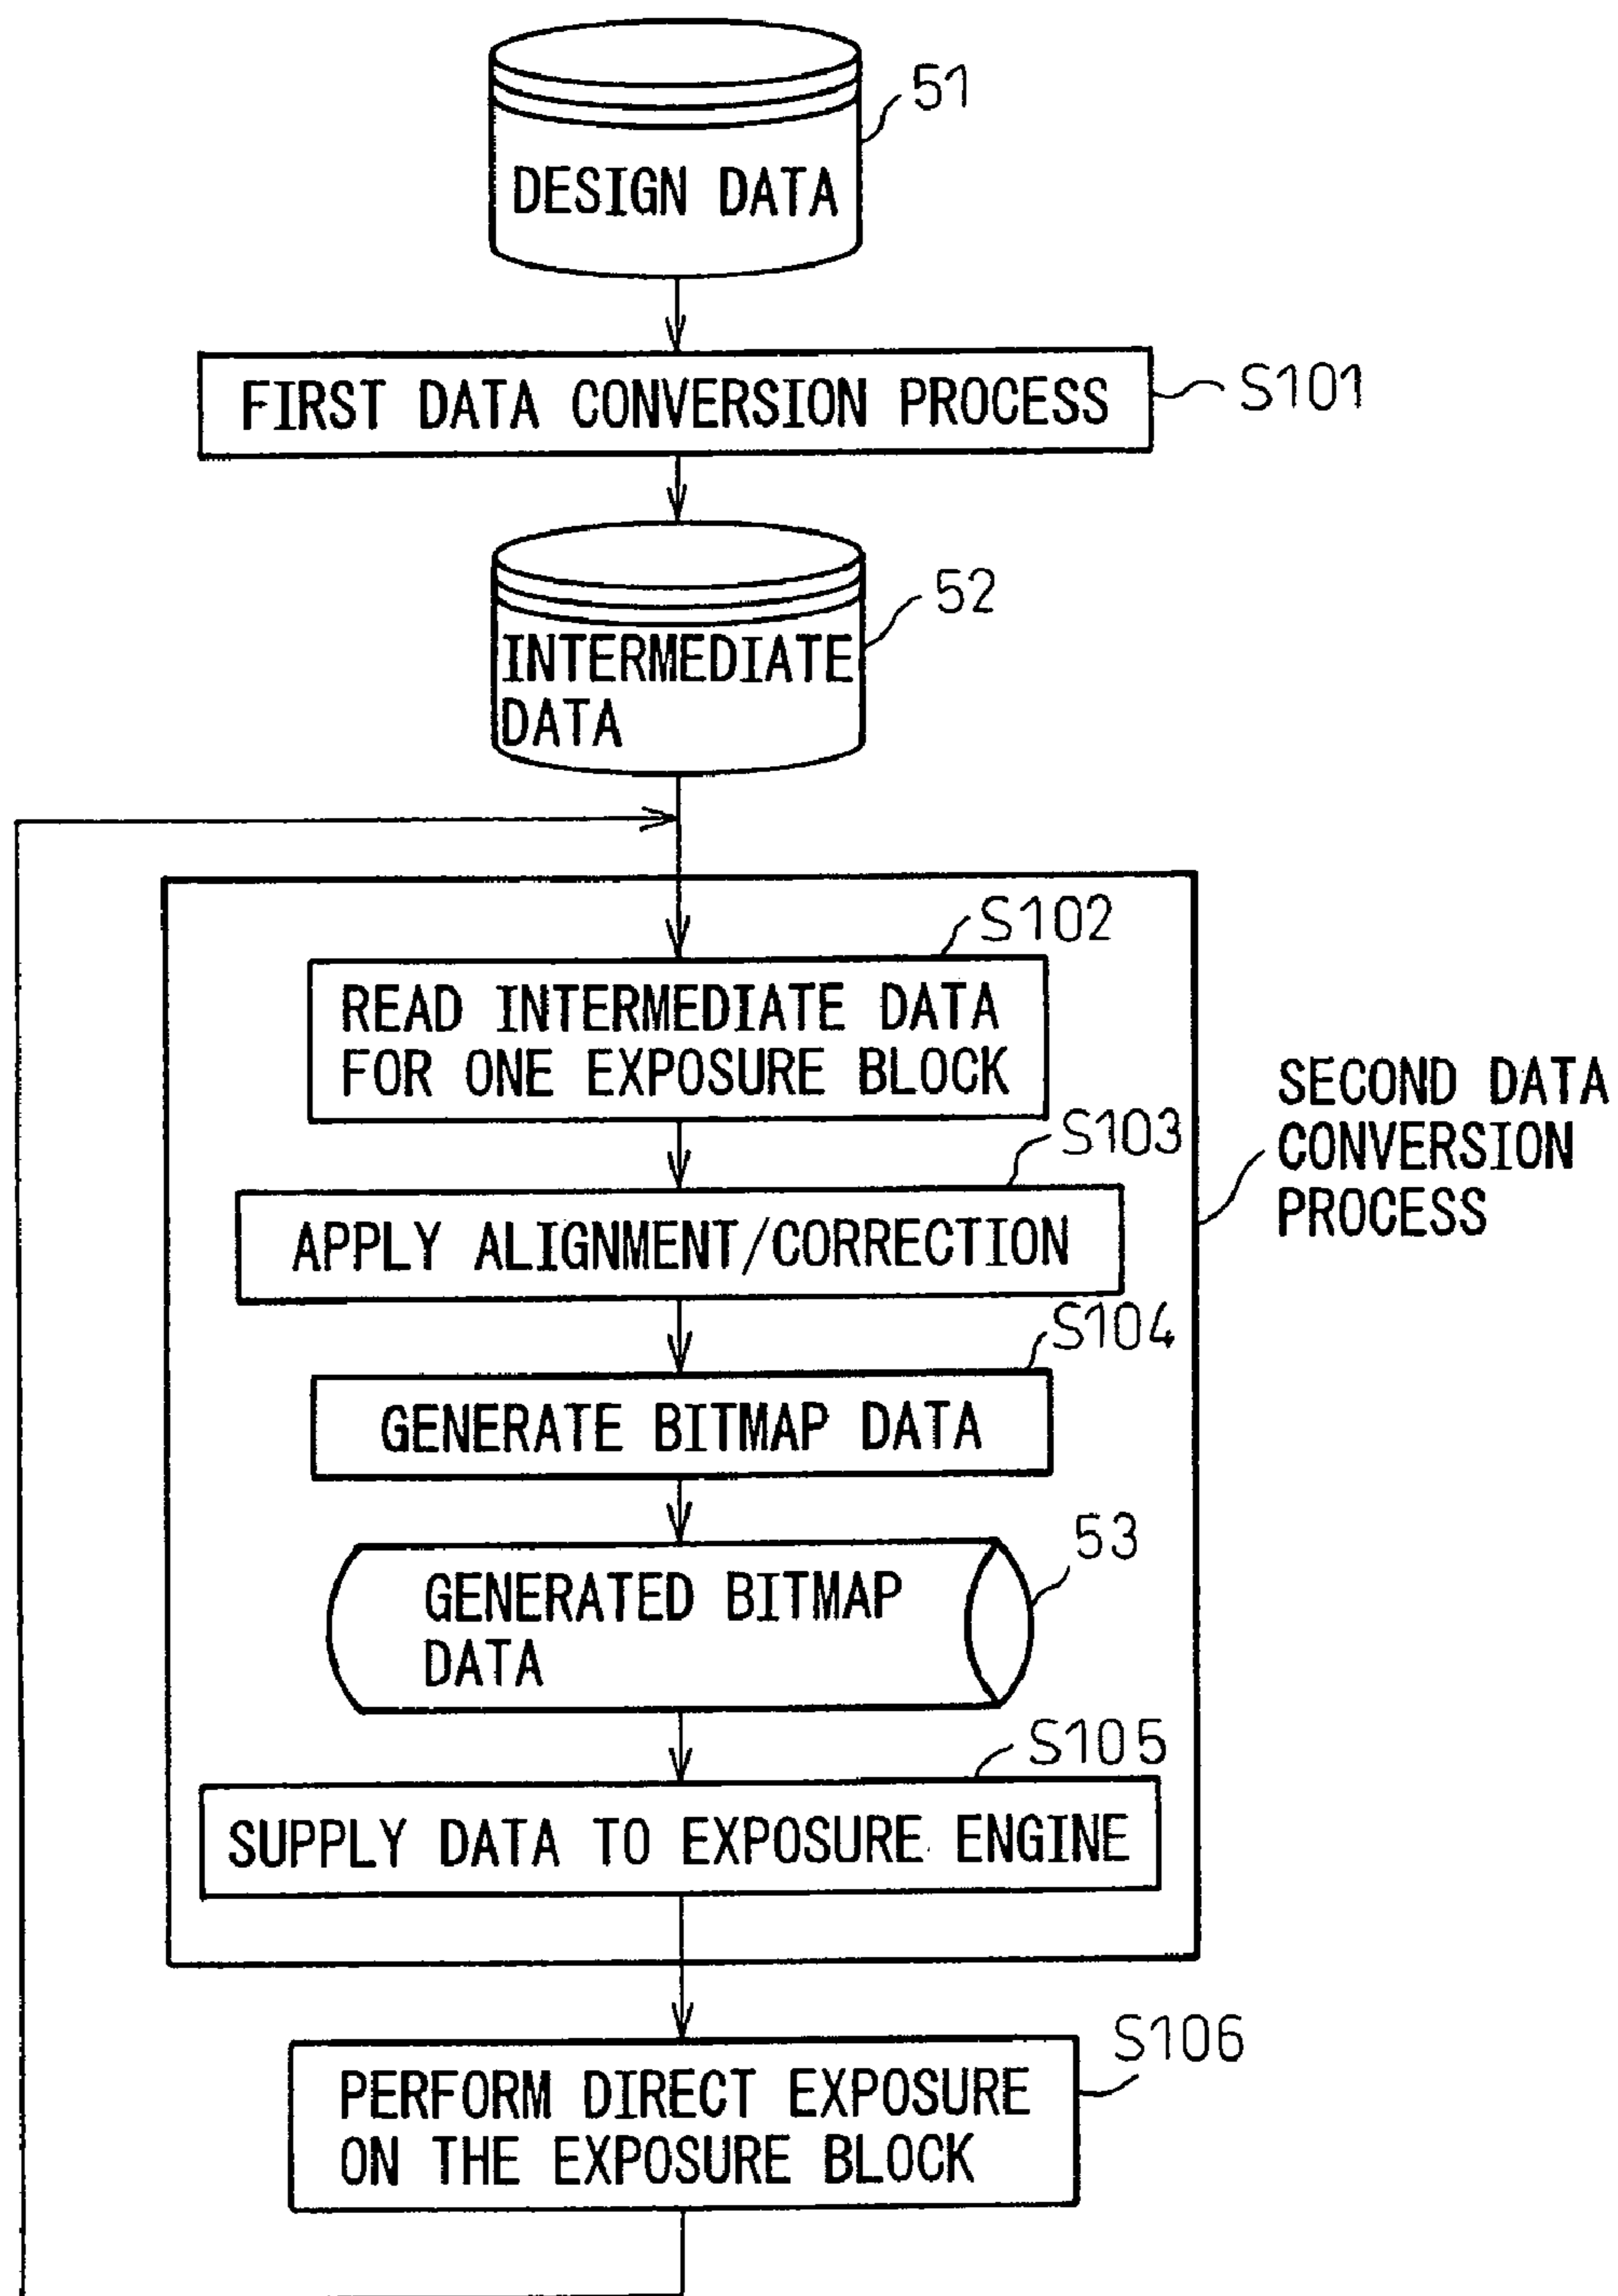 51
DESIGN DATA
FIRST DATA CONVERSION PROCESS
S101
52
INTERMEDIATE
DATA
S102
READ INTERMEDIATE DATA
FOR ONE EXPOSURE BLOCK
SECOND DATA
CONVERSION
PROCESS
S103
APPLY ALIGNMENT/CORRECTION
S104
GENERATE BITMAP DATA
53
GENERATED BITMAP
DATA
S105
SUPPLY DATA TO EXPOSURE ENGINE
S106
PERFORM DIRECT EXPOSURE
ON THE EXPOSURE BLOCK